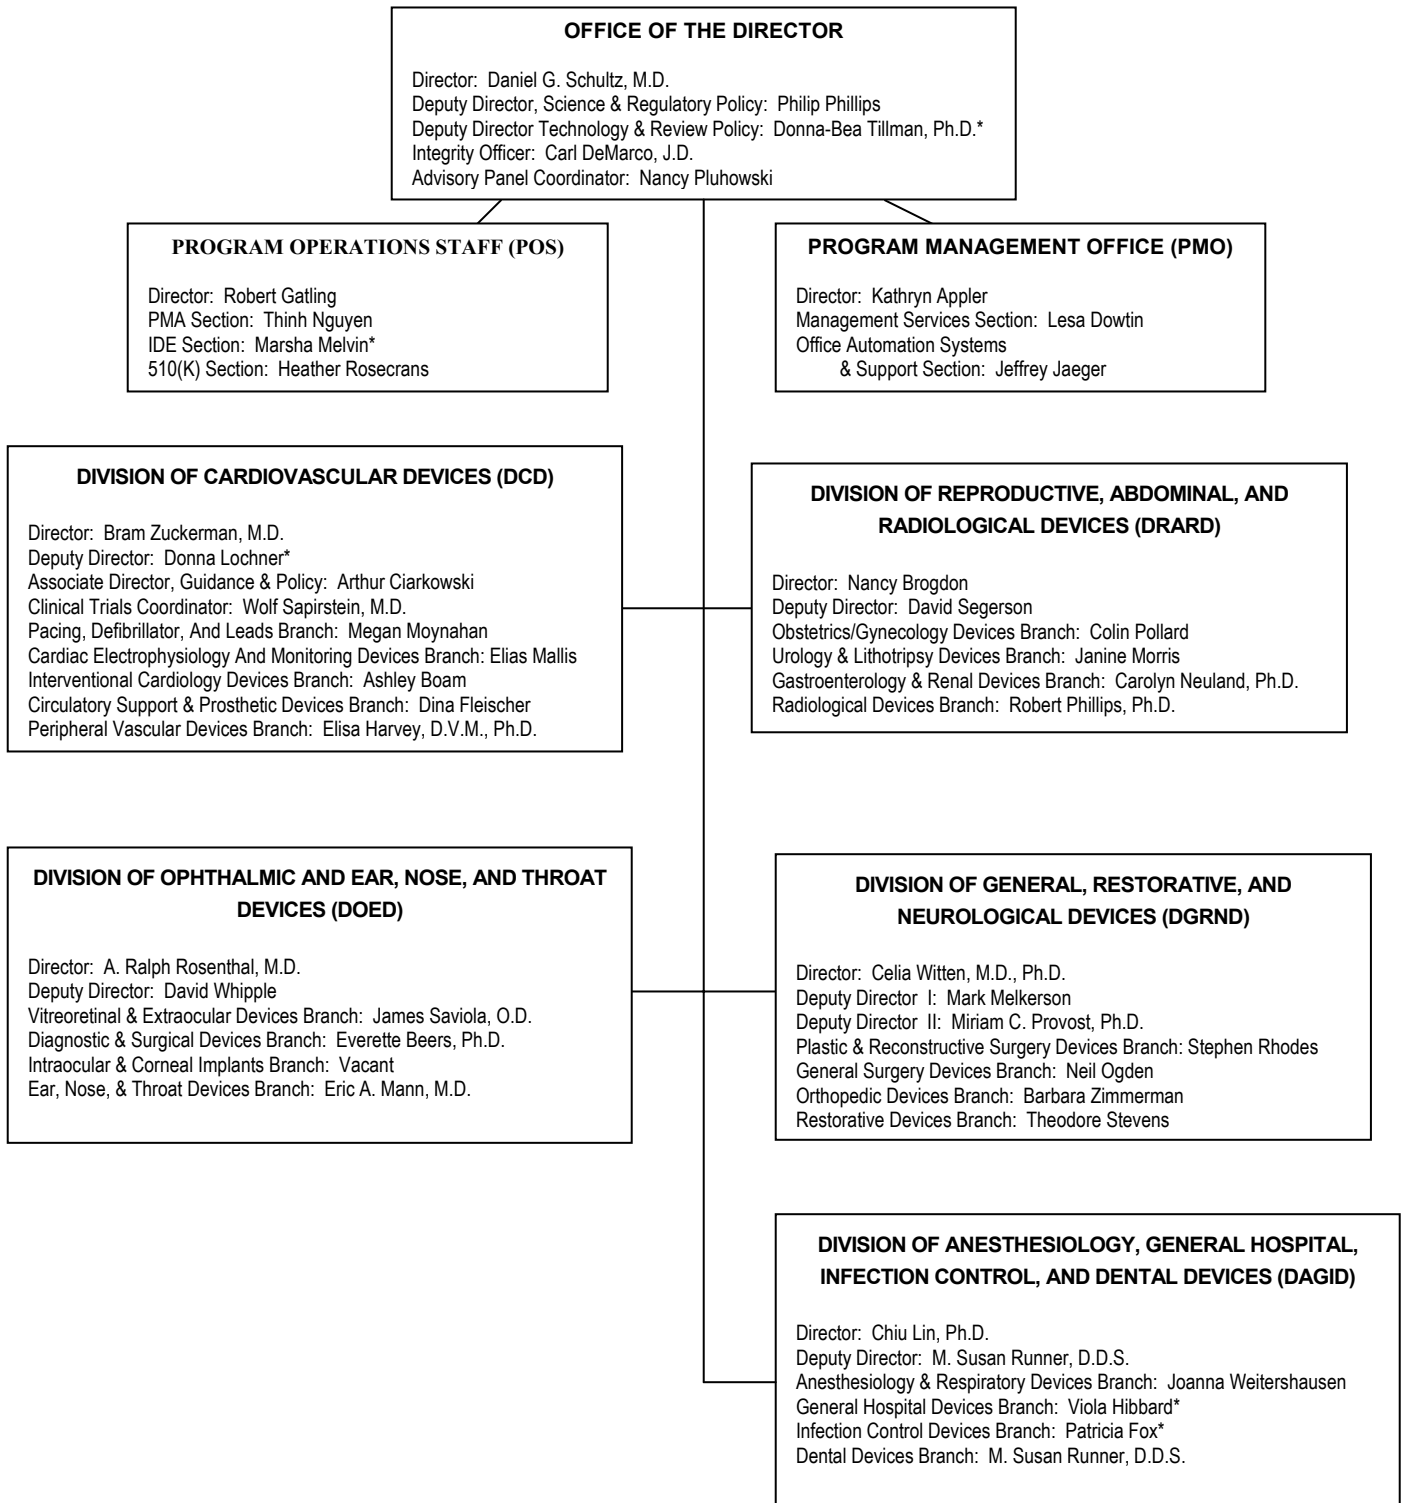 OFFICE OF THE DIRECTOR
Director: Daniel G. Schultz, M.D.
Deputy Director, Science & Regulatory Policy: Philip Phillips
Deputy Director Technology & Review Policy: Donna-Bea Tillman, Ph.D.*
Integrity Officer: Carl DeMarco, J.D.
Advisory Panel Coordinator: Nancy Pluhowski
PROGRAM OPERATIONS STAFF (POS)
Director: Robert Gatling
PMA Section: Thinh Nguyen
IDE Section: Marsha Melvin*
510(K) Section: Heather Rosecrans
PROGRAM MANAGEMENT OFFICE (PMO)
Director: Kathryn Appler
Management Services Section: Lesa Dowtin
Office Automation Systems
& Support Section: Jeffrey Jaeger
DIVISION OF CARDIOVASCULAR DEVICES (DCD)
Director: Bram Zuckerman, M.D.
Deputy Director: Donna Lochner*
Associate Director, Guidance & Policy: Arthur Ciarkowski
Clinical Trials Coordinator: Wolf Sapirstein, M.D.
Pacing, Defibrillator, And Leads Branch: Megan Moynahan
Cardiac Electrophysiology And Monitoring Devices Branch: Elias Mallis
Interventional Cardiology Devices Branch: Ashley Boam
Circulatory Support & Prosthetic Devices Branch: Dina Fleischer
Peripheral Vascular Devices Branch: Elisa Harvey, D.V.M., Ph.D.
DIVISION OF REPRODUCTIVE, ABDOMINAL, AND
RADIOLOGICAL DEVICES (DRARD)
Director: Nancy Brogdon
Deputy Director: David Segerson
Obstetrics/Gynecology Devices Branch: Colin Pollard
Urology & Lithotripsy Devices Branch: Janine Morris
Gastroenterology & Renal Devices Branch: Carolyn Neuland, Ph.D.
Radiological Devices Branch: Robert Phillips, Ph.D.
DIVISION OF OPHTHALMIC AND EAR, NOSE, AND THROAT
DEVICES (DOED)
Director: A. Ralph Rosenthal, M.D.
Deputy Director: David Whipple
Vitreoretinal & Extraocular Devices Branch: James Saviola, O.D.
Diagnostic & Surgical Devices Branch: Everette Beers, Ph.D.
Intraocular & Corneal Implants Branch: Vacant
Ear, Nose, & Throat Devices Branch: Eric A. Mann, M.D.
DIVISION OF GENERAL, RESTORATIVE, AND
NEUROLOGICAL DEVICES (DGRND)
Director: Celia Witten, M.D., Ph.D.
Deputy Director I: Mark Melkerson
Deputy Director II: Miriam C. Provost, Ph.D.
Plastic & Reconstructive Surgery Devices Branch: Stephen Rhodes
General Surgery Devices Branch: Neil Ogden
Orthopedic Devices Branch: Barbara Zimmerman
Restorative Devices Branch: Theodore Stevens
DIVISION OF ANESTHESIOLOGY, GENERAL HOSPITAL,
INFECTION CONTROL, AND DENTAL DEVICES (DAGID)
Director: Chiu Lin, Ph.D.
Deputy Director: M. Susan Runner, D.D.S.
Anesthesiology & Respiratory Devices Branch: Joanna Weitershausen
General Hospital Devices Branch: Viola Hibbard*
Infection Control Devices Branch: Patricia Fox*
Dental Devices Branch: M. Susan Runner, D.D.S.